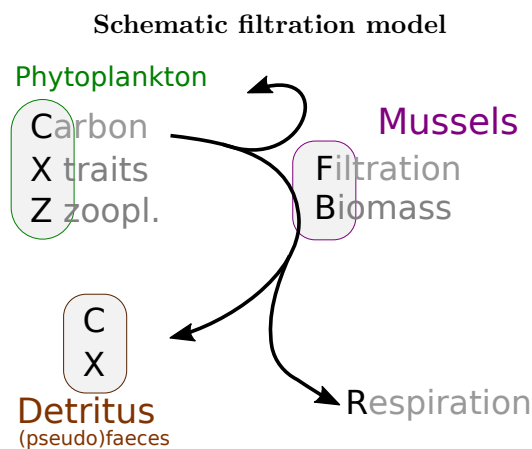 Schematic filtration model
Phytoplankton
Carbon
X traits
Z zoopl.
Mussels
Filtration
Biomass
C
X
Detritus
(pseudo)faeces
Respiration